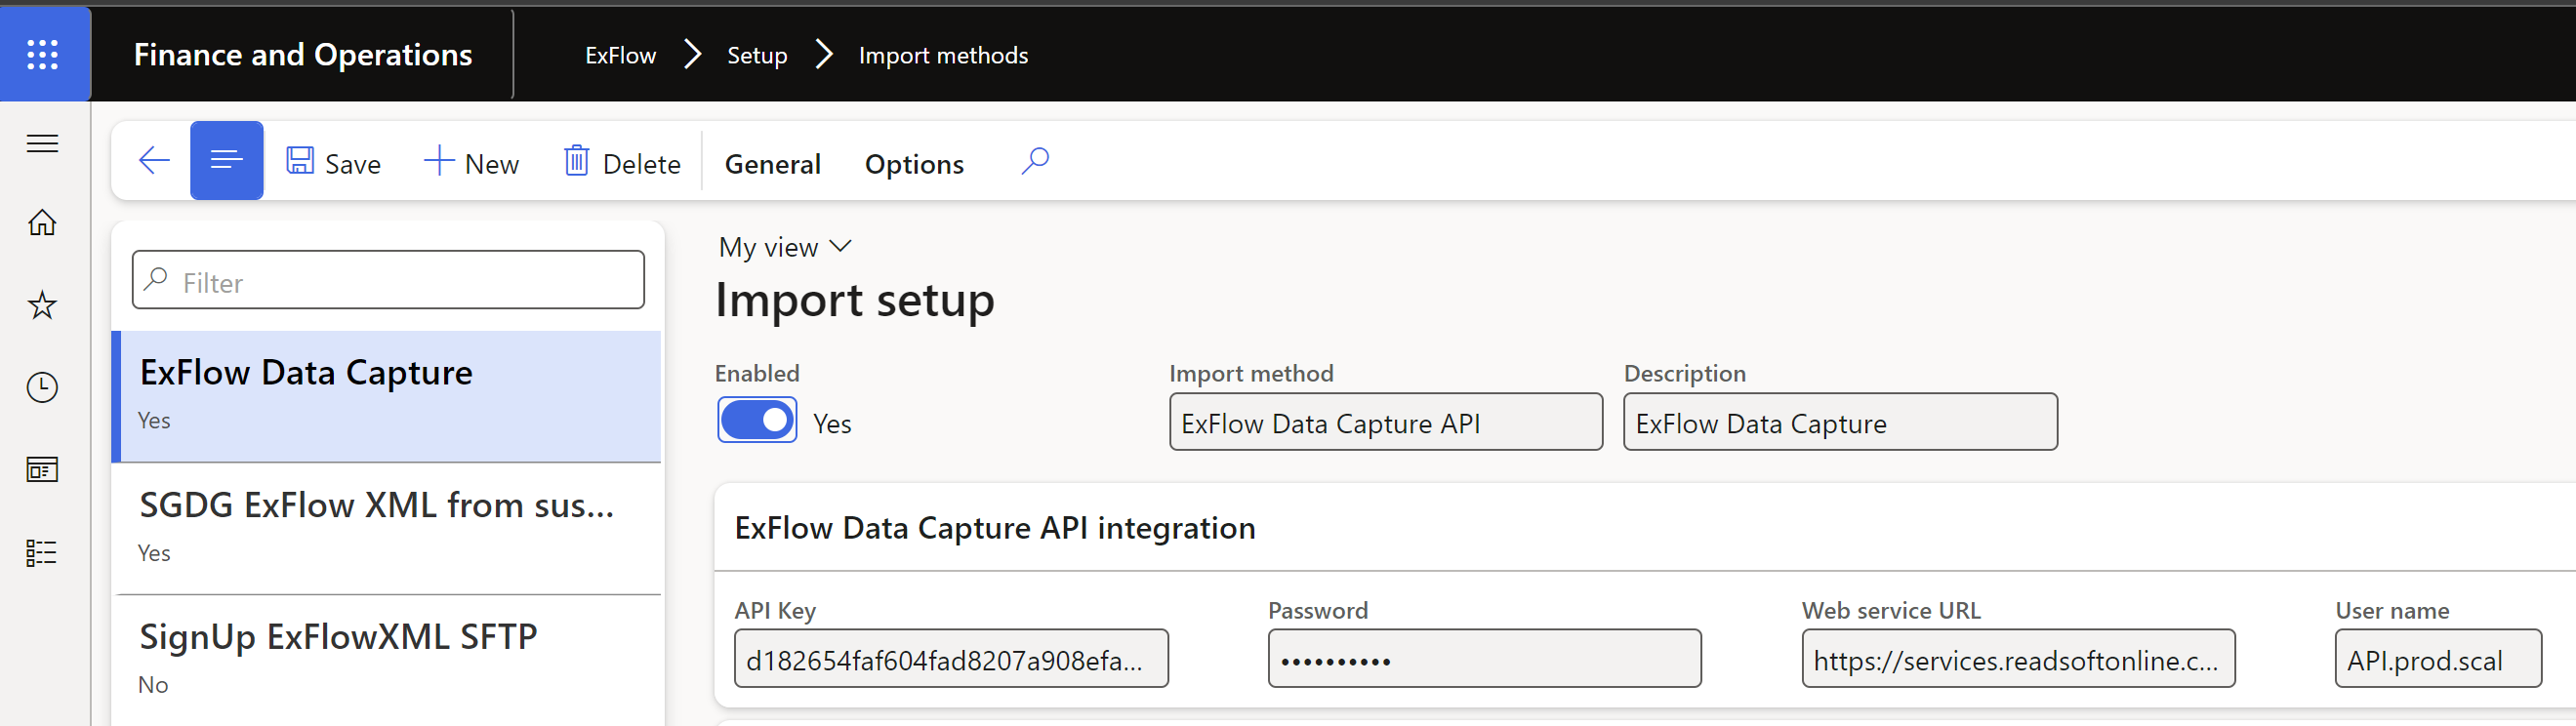 Finance and Operations
ExFlow
Setup
Import methods
Save
New
Delete
General
Options
Filter
ExFlow Data Capture
Yes
SGDG ExFlow XML from sus...
Yes
SignUp ExFlowXML SFTP
No
My view
Import setup
Enabled
Yes
Import method
ExFlow Data Capture API
Description
ExFlow Data Capture
ExFlow Data Capture API integration
API Key
d182654faf604fad8207a908efa...
Password
••••••••••
Web service URL
https://services.readsoftonline.c...
User name
API.prod.scal